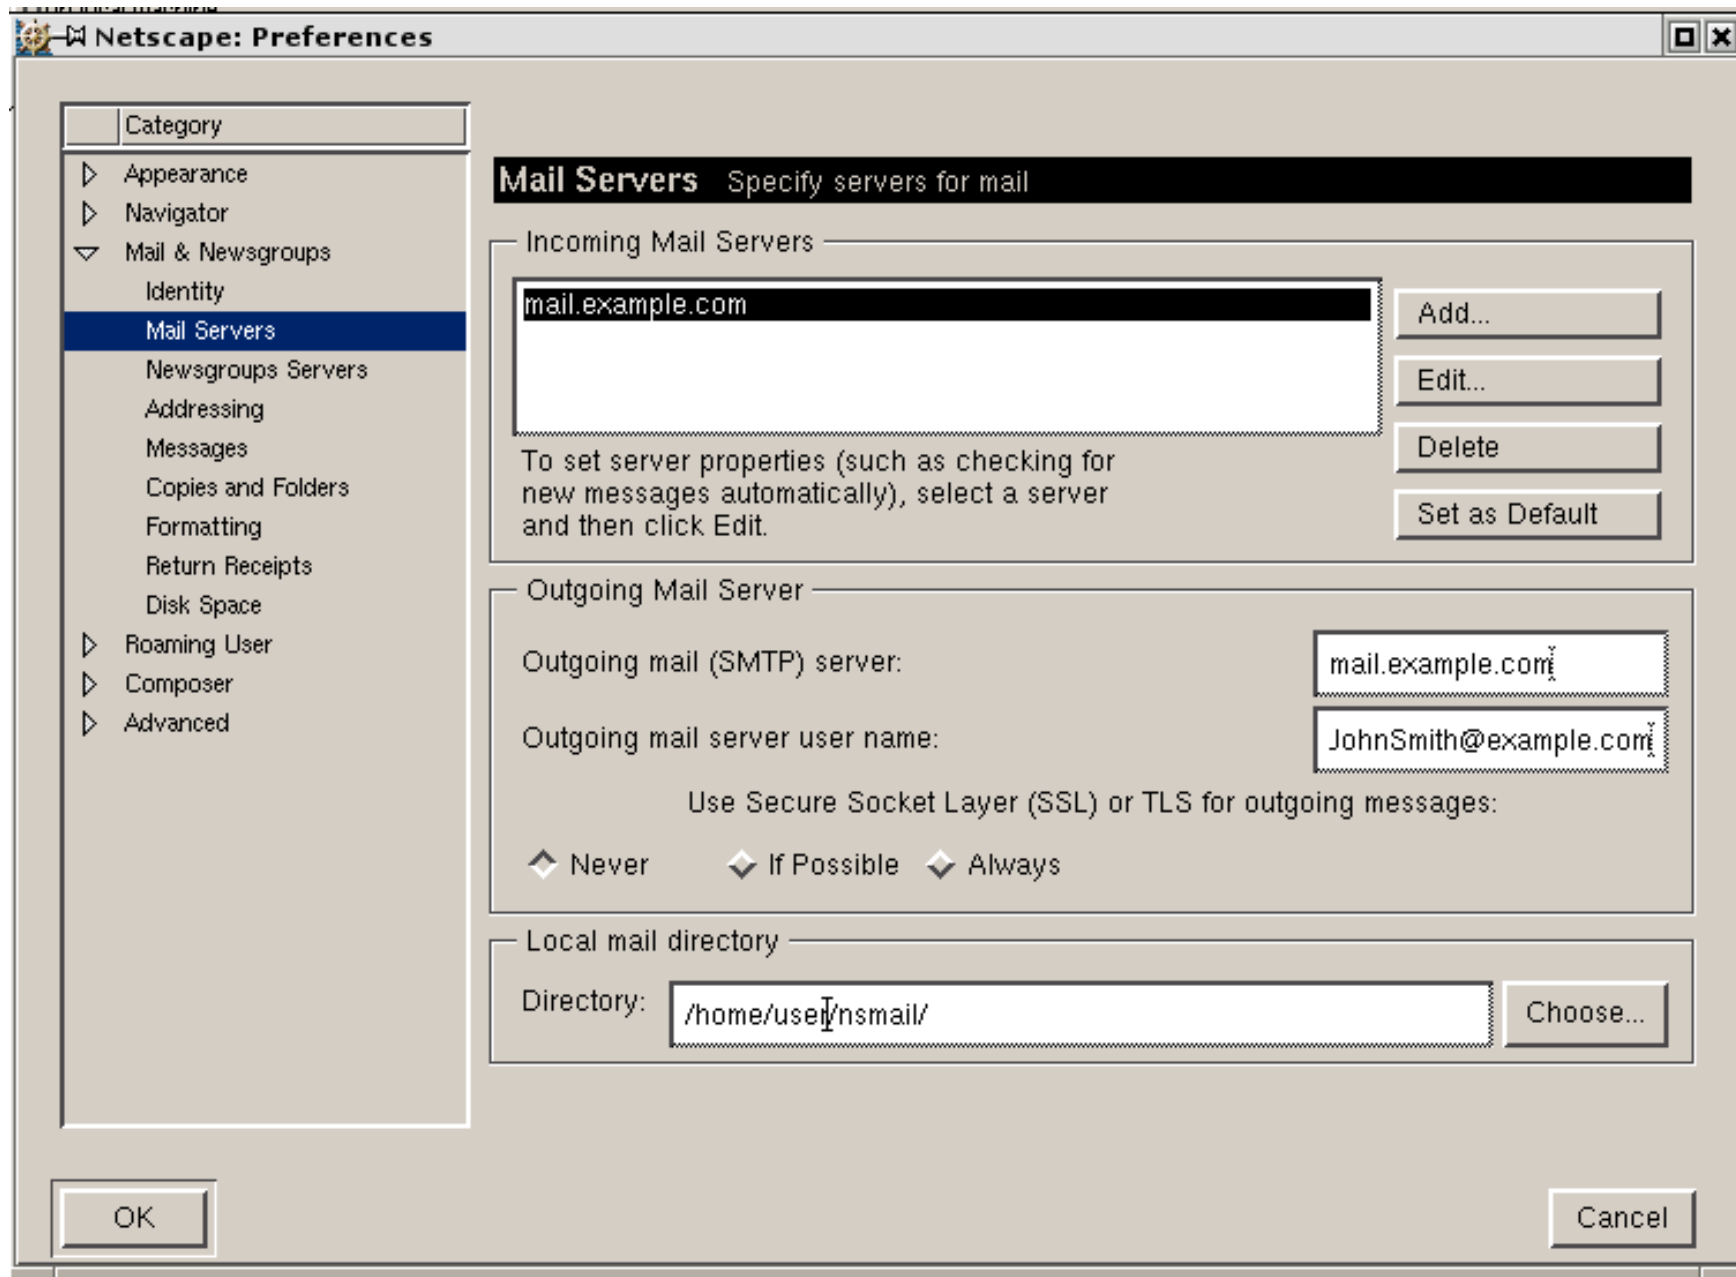 Netscape: Preferences
Category
Appearance
Navigator
Mail & Newsgroups
Identity
Mail Servers
Newsgroups Servers
Addressing
Messages
Copies and Folders
Formatting
Return Receipts
Disk Space
Roaming User
Composer
Advanced
Mail Servers Specify servers for mail
Incoming Mail Servers
mail.example.com
Add...
Edit...
Delete
Set as Default
To set server properties (such as checking for
new messages automatically), select a server
and then click Edit.
Outgoing Mail Server
Outgoing mail (SMTP) server:
mail.example.com
Outgoing mail server user name:
JohnSmith@example.com
Use Secure Socket Layer (SSL) or TLS for outgoing messages:
Never If Possible Always
Local mail directory
Directory:
/home/user/nsmail/
Choose...
OK
Cancel